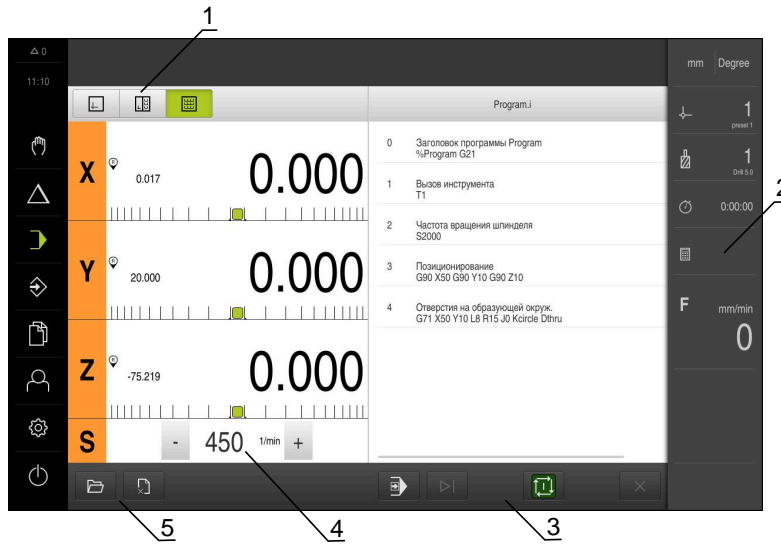 1
0
11:10
mm Degree
Program.i
1
preset 1
X
R
0.017
0.000
0 Заголовок программы Program
%Program G21
1 Вызов инструмента
T1
1
Drill 5.0
2
0:00:00
2 Частота вращения шпинделя
S2000
Y
R
20.000
0.000
3 Позиционирование
G90 X50 G90 Y10 G90 Z10
4 Отверстия на образующей окруж.
G71 X50 Y10 L8 R15 J0 Kcircle Dthru
F mm/min
0
Z
R
-75.219
0.000
S
- 450 1/min +
5
4
3